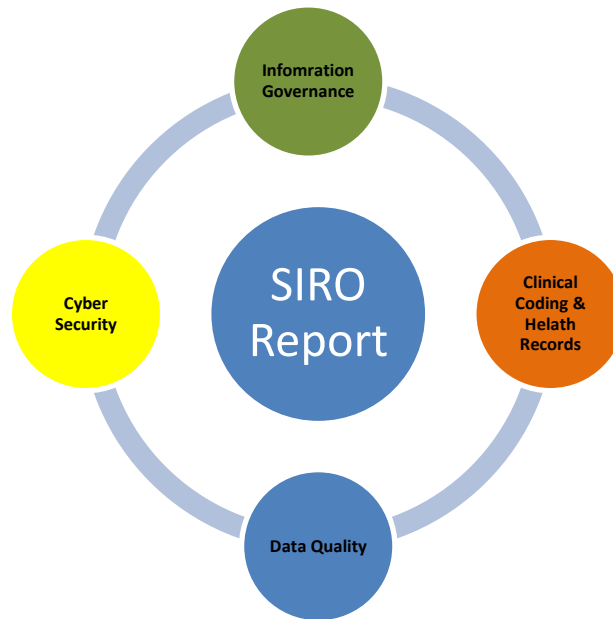 Infomration
Governance
Cyber
Security
SIRO
Report
Clinical
Coding &
Helath
Records
Data Quality